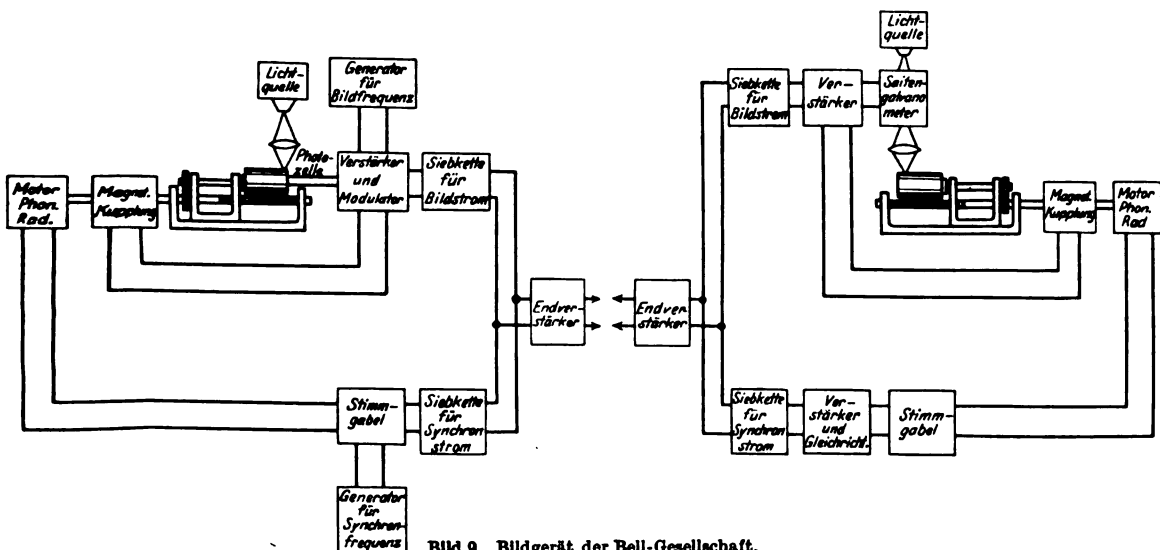 Licht-
quelle
Generator
für
Bildfrequenz
Photo-
zelle
Verstärker
und
Modulator
Siebkette
für
Bildstrom
Motor
Phon.
Rad.
Magnet.
Kupplung
Endver-
stärker
Stimm-
gabel
Siebkette
für
Synchron
strom
Generator
für
Synchron-
frequenz
Licht-
quelle
Siebkette
für
Bildstrom
Ver-
stärker
Saiten-
galvano
meter
Magnet.
Kupplung
Motor
Phon.
Rad
Endver
stärker
Siebkette
für
Synchron
strom
Ver-
stärker
und
Gleichricht.
Stimm-
gabel
Bild 9. Bildgerät der Bell-Gesellschaft.